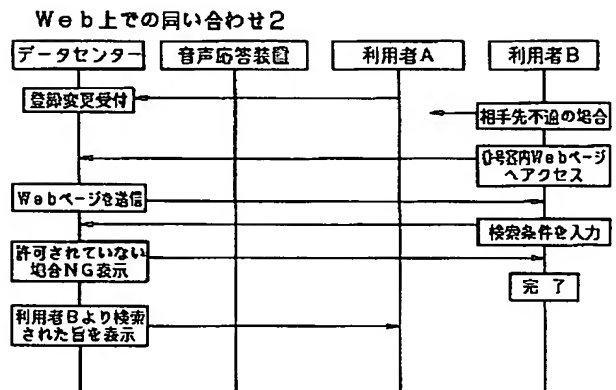 Web上での問い合わせ2
データセンター
音声応答装置
利用者A
利用者B
登録変更受付
相手先不通の場合
番号案内Webページ
へアクセス
Webページを送信
検索条件を入力
許可されていない
場合NG表示
完了
利用者Bより検索
された旨を表示